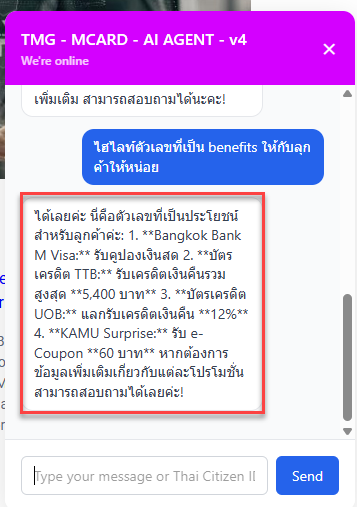 TMG - MCARD - AI AGENT - v4
We're online
เพิ่มเติม สามารถสอบถามได้นะคะ!
ไฮไลท์ตัวเลขที่เป็น benefits ให้กับลูก
ค้าให้หน่อย
ได้เลยค่ะ นี่คือตัวเลขที่เป็นประโยชน์
สำหรับลูกค้าค่ะ: 1. **Bangkok Bank
M Visa:** รับคูปองเงินสด 2. **บัตร
เครดิต TTB:** รับเครดิตเงินคืนรวม
สูงสุด **5,400 บาท** 3. **บัตรเครดิต
UOB:** แลกรับเครดิตเงินคืน **12%**
4. **KAMU Surprise:** รับ e-
Coupon **60 บาท** หากต้องการ
ข้อมูลเพิ่มเติมเกี่ยวกับแต่ละโปรโมชั่น
สามารถสอบถามได้เลยค่ะ!
Type your message or Thai Citizen I
Send